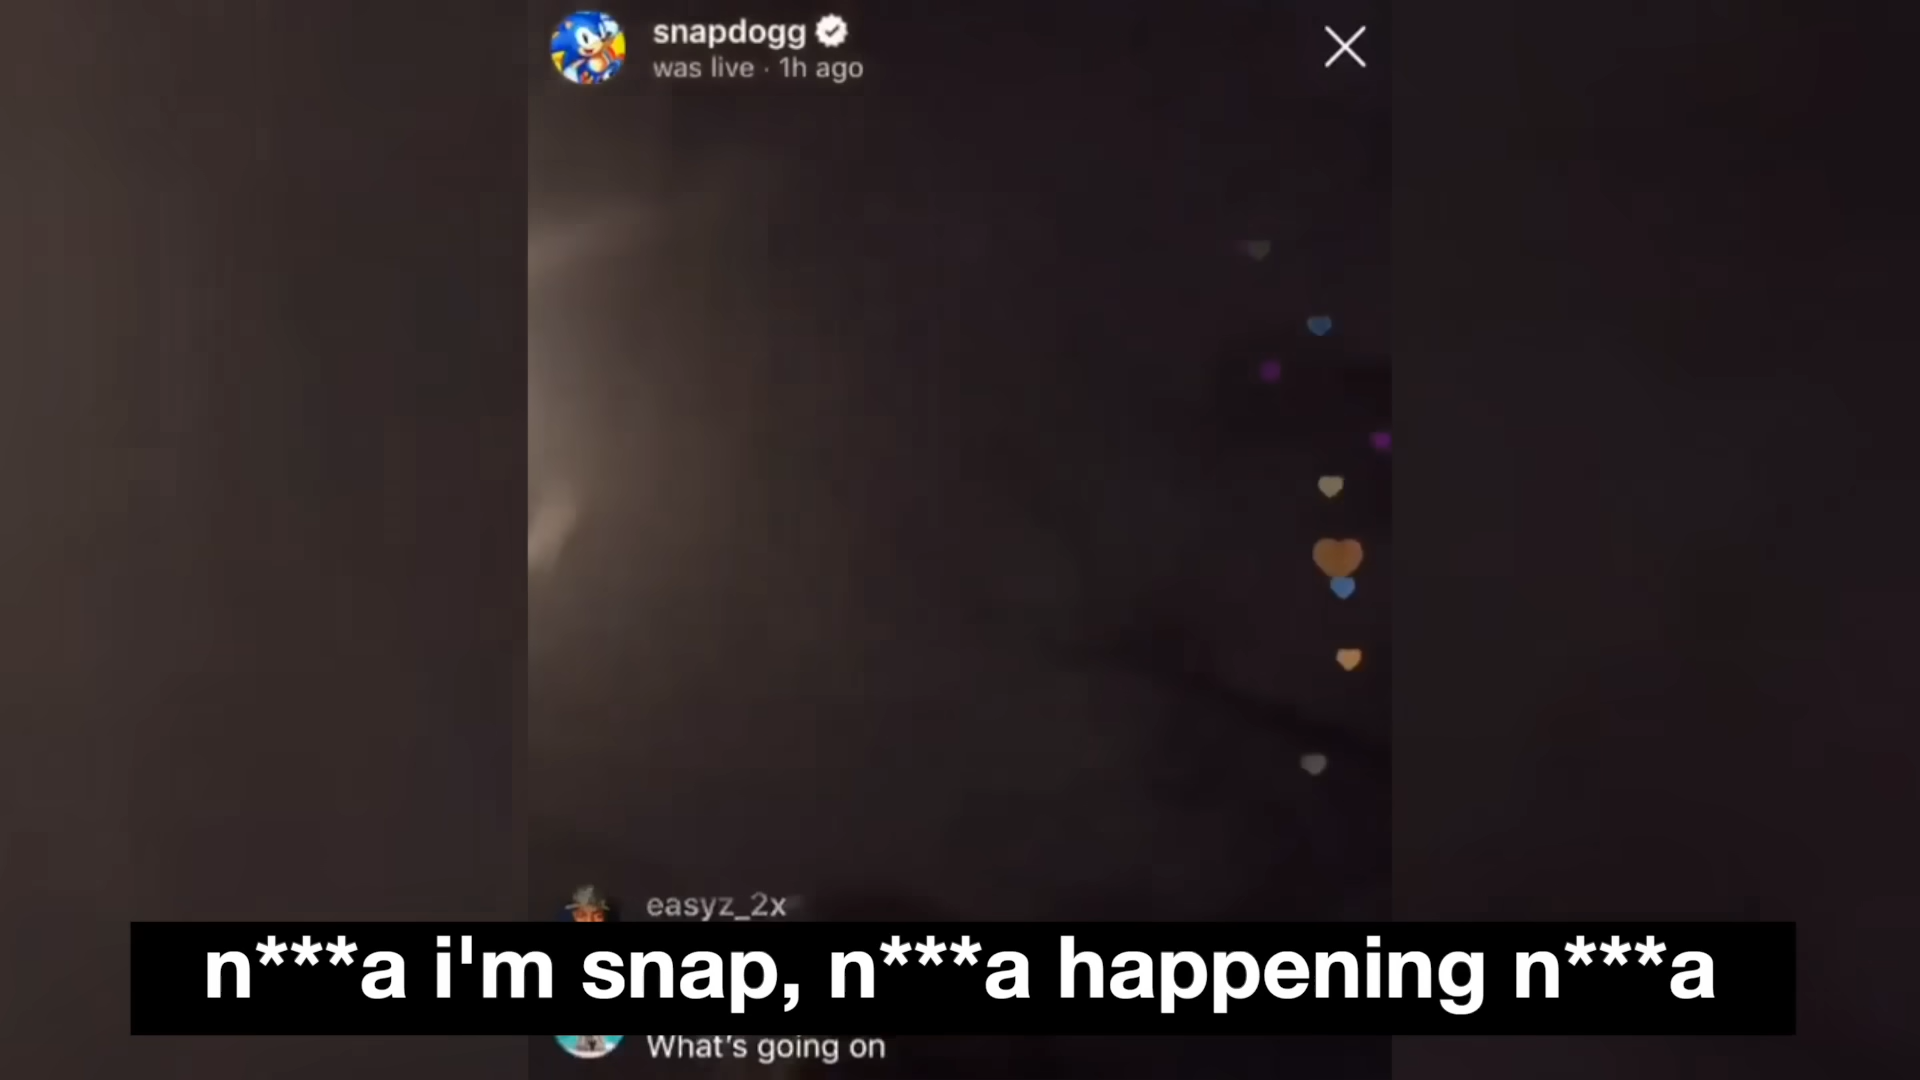 snapdogg
was live · 1h ago
easyz_2x
n***a i'm snap, n***a happening n***a
What's going on